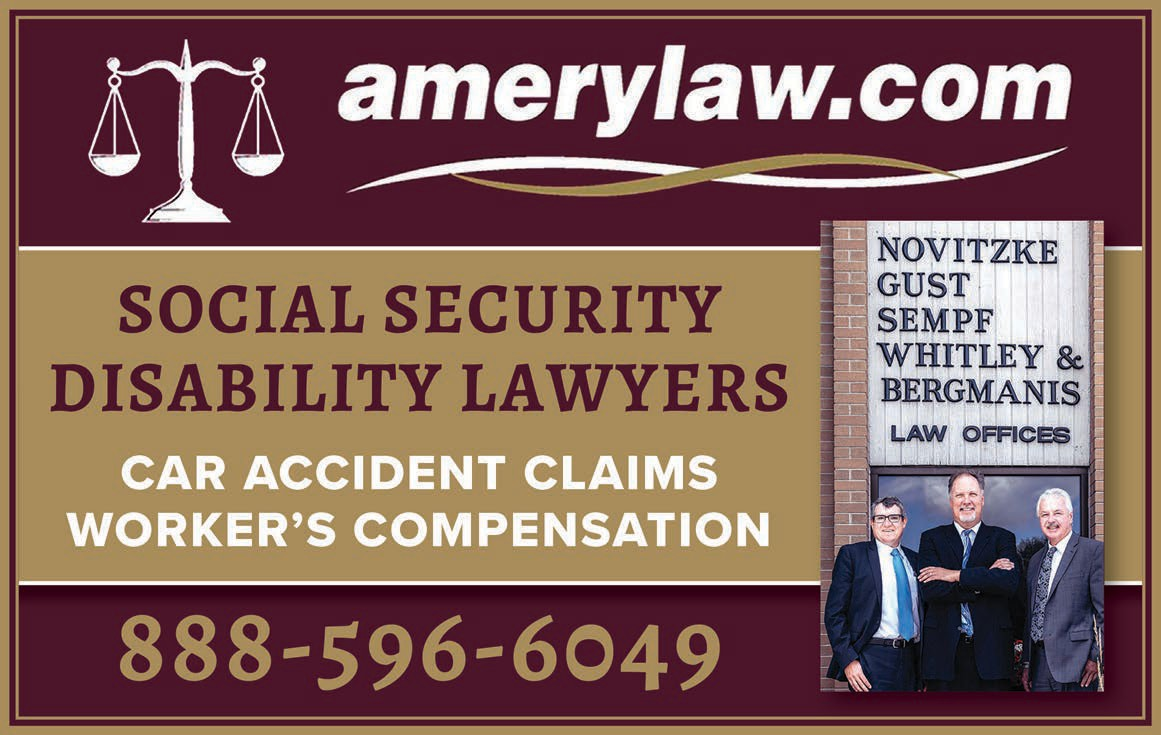 amerylaw.com
SOCIAL SECURITY
DISABILITY LAWYERS
CAR ACCIDENT CLAIMS
WORKER’S COMPENSATION
888-596-6049
NOVITZKE
GUST
SEMPF
WHITLEY &
BERGMANIS
LAW OFFICES